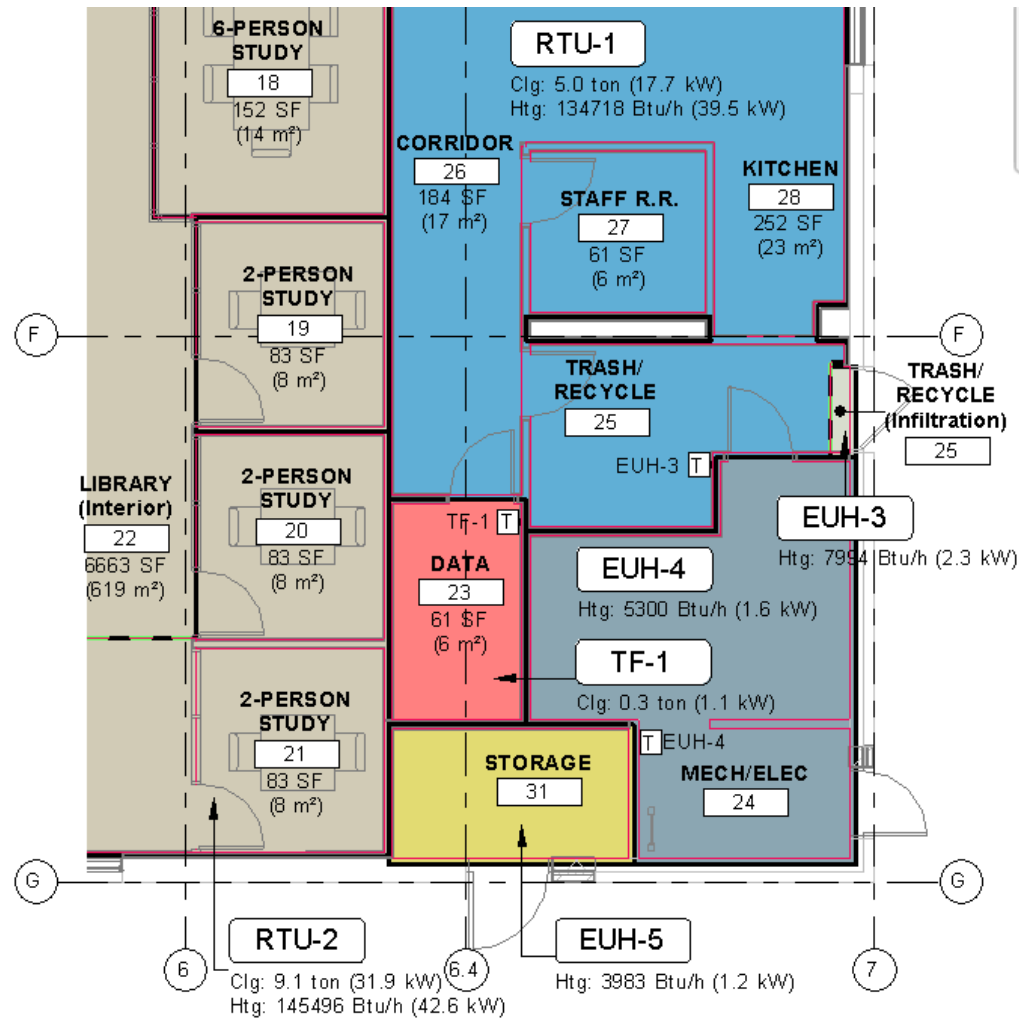 6-PERSON
STUDY
18
152 SF
(14 m²)
RTU-1
Clg: 5.0 ton (17.7 kW)
Htg: 134718 Btu/h (39.5 kW)
CORRIDOR
26
184 SF
(17 m²)
STAFF R.R.
27
61 SF
(6 m²)
KITCHEN
28
252 SF
(23 m²)
2-PERSON
STUDY
19
83 SF
(8 m²)
F
F
TRASH/
RECYCLE
25
TRASH/
RECYCLE
(Infiltration)
25
EUH-3 T
LIBRARY
(Interior)
22
6663 SF
(619 m²)
2-PERSON
STUDY
20
83 SF
(8 m²)
TF-1 T
DATA
23
61 SF
(6 m²)
EUH-3
Htg: 7994 Btu/h (2.3 kW)
EUH-4
Htg: 5300 Btu/h (1.6 kW)
TF-1
Clg: 0.3 ton (1.1 kW)
2-PERSON
STUDY
21
83 SF
(8 m²)
STORAGE
31
T EUH-4
MECH/ELEC
24
G
G
RTU-2
Clg: 9.1 ton (31.9 kW)
Htg: 145496 Btu/h (42.6 kW)
EUH-5
Htg: 3983 Btu/h (1.2 kW)
6
6.4
7